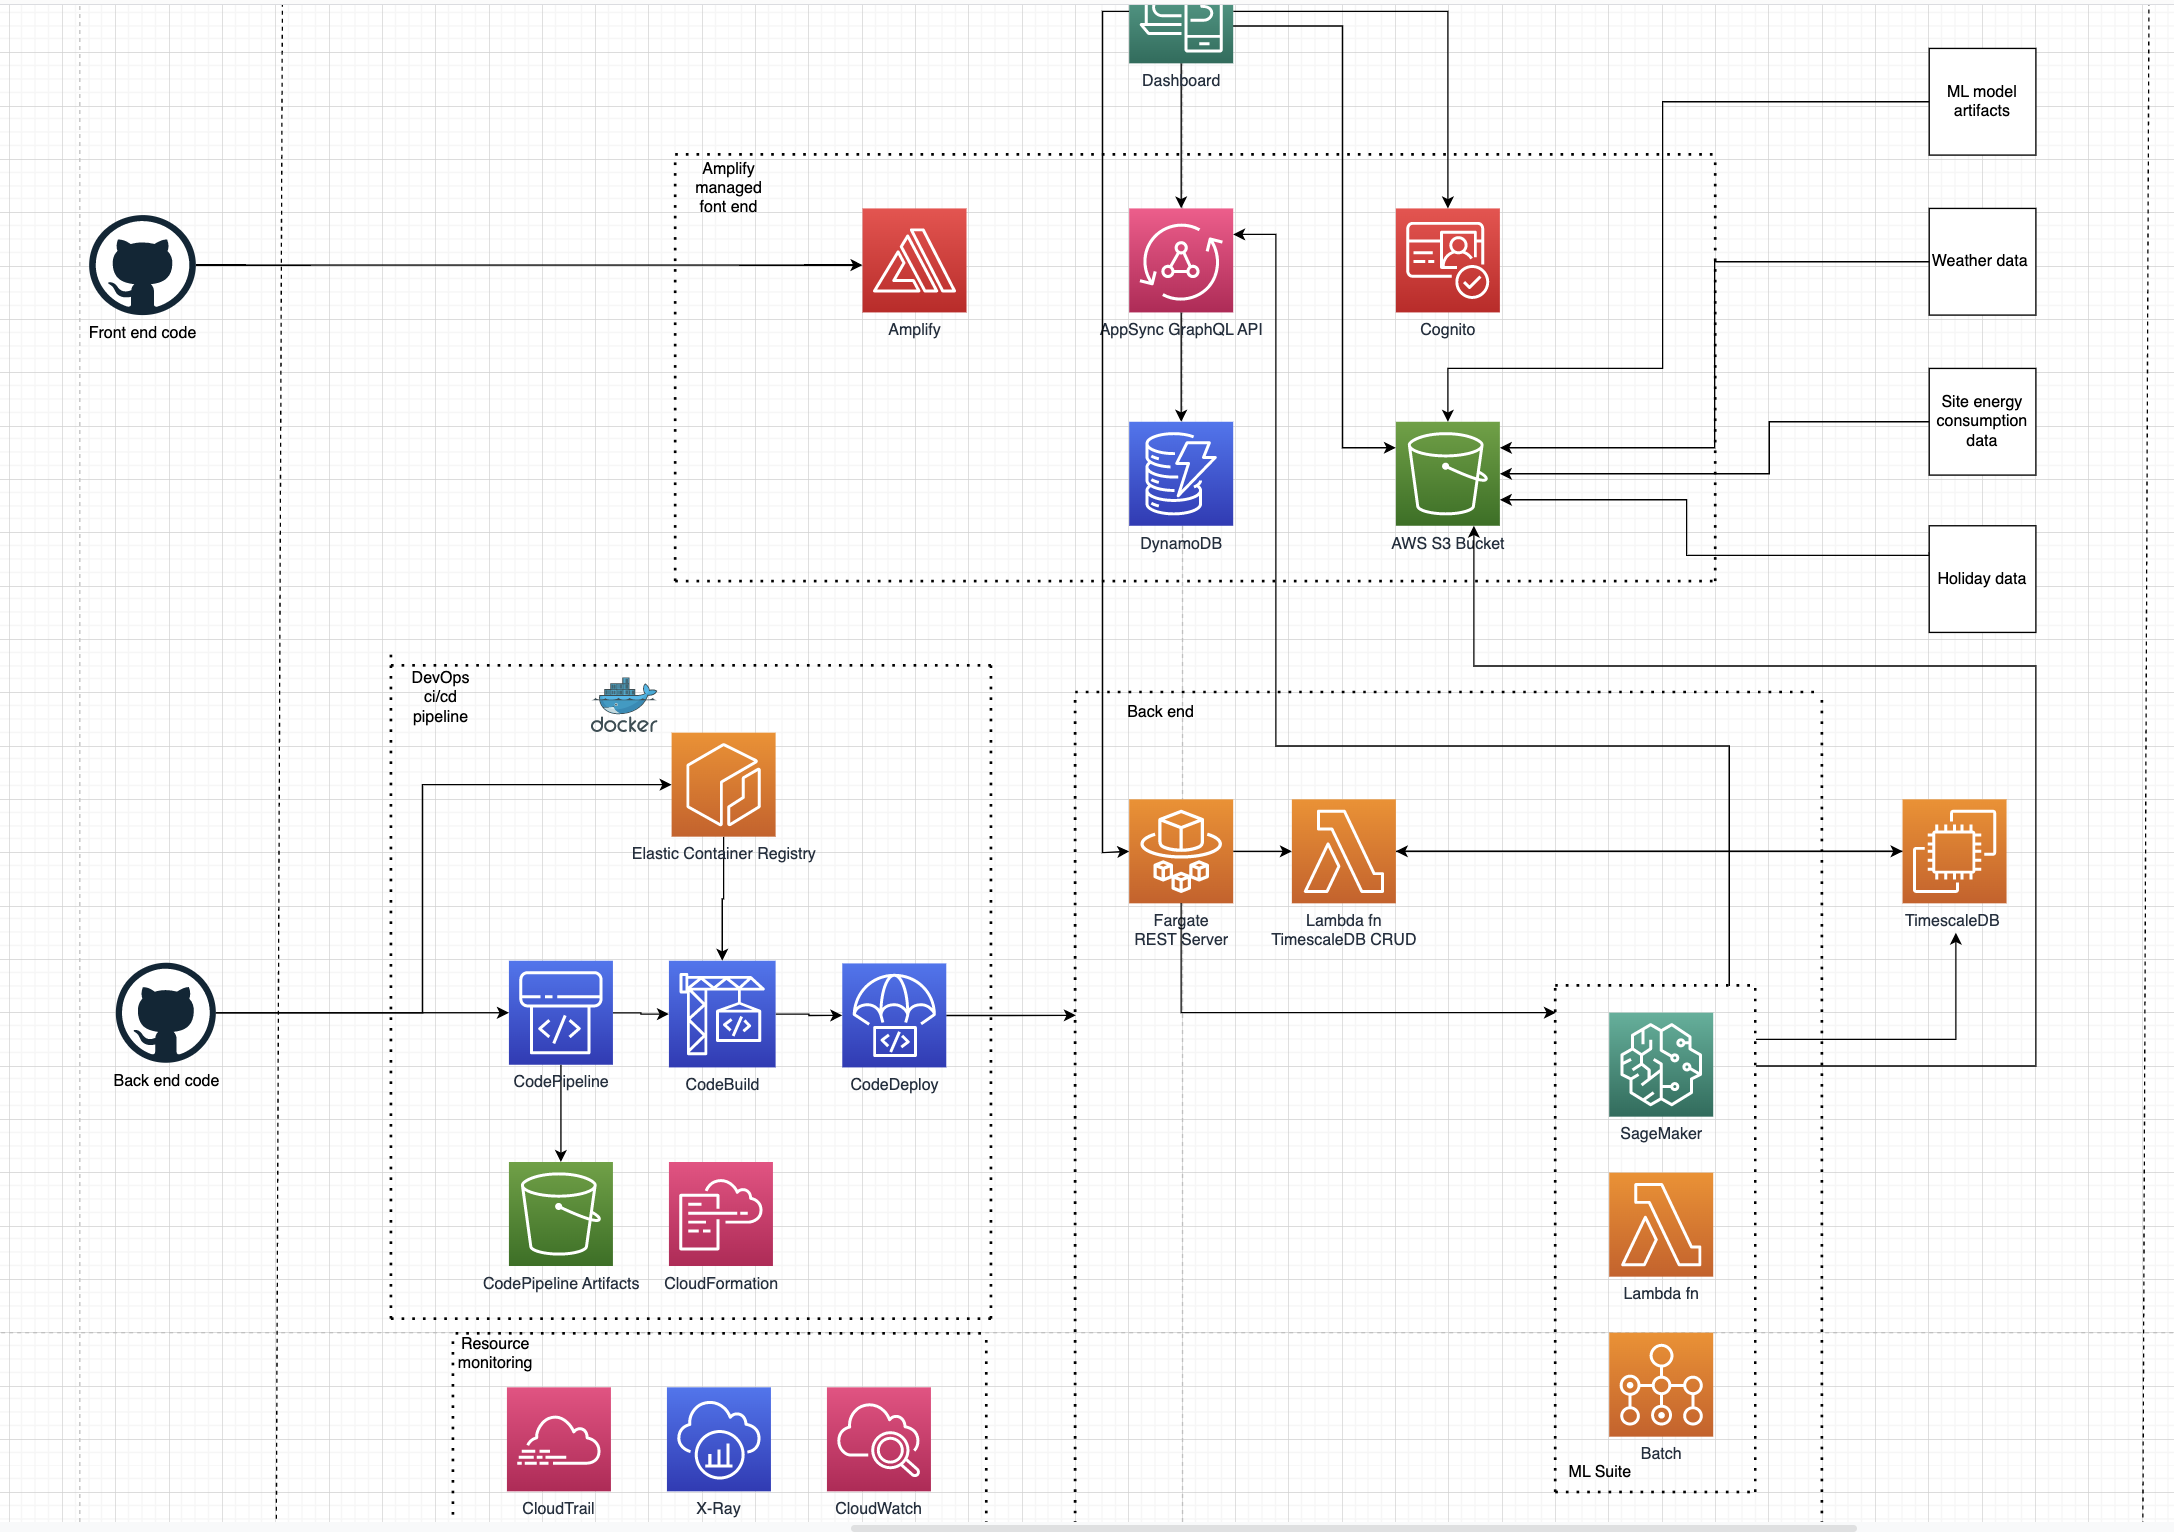 Dashboard
ML model
artifacts
Amplify
managed
font end
Weather data
Front end code
Amplify
AppSync GraphQL API
Cognito
Site energy
consumption
data
DynamoDB
AWS S3 Bucket
Holiday data
DevOps
ci/cd
pipeline
docker
Back end
Elastic Container Registry
Fargate
REST Server
Lambda fn
TimescaleDB CRUD
TimescaleDB
Back end code
CodePipeline
CodeBuild
CodeDeploy
SageMaker
CodePipeline Artifacts
CloudFormation
Lambda fn
Resource
monitoring
Batch
ML Suite
CloudTrail
X-Ray
CloudWatch